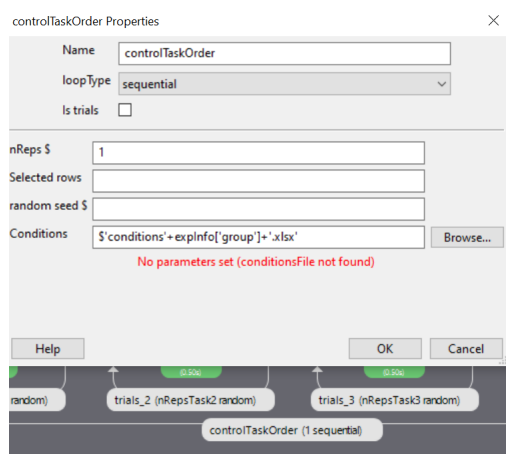 controlTaskOrder Properties
Name controlTaskOrder
loopType sequential
Is trials
nReps $ 1
Selected rows
random seed $
Conditions $'conditions'+expInfo['group']+'.xlsx' Browse...
No parameters set (conditionsFile not found)
Help OK Cancel
(0.50s) (0.50s)
random) trials_2 (nRepsTask2 random) trials_3 (nRepsTask3 random)
controlTaskOrder (1 sequential)